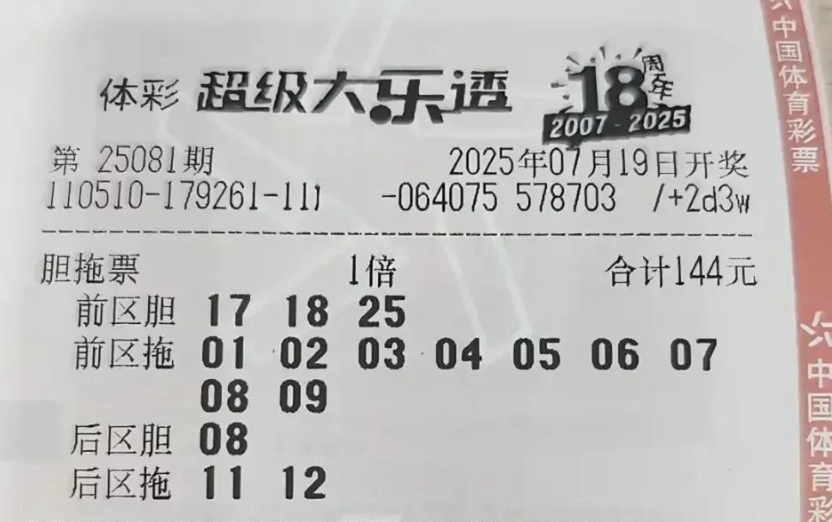 体彩 超级大乐透 18周年
2007-2025
第 25081期 2025年07月19日开奖
110510-179261-111 -064075 578703 /+2d3w
胆拖票 1倍 合计144元
前区胆 17 18 25
前区拖 01 02 03 04 05 06 07
08 09
后区胆 08
后区拖 11 12
中国体育彩票
中国体育彩